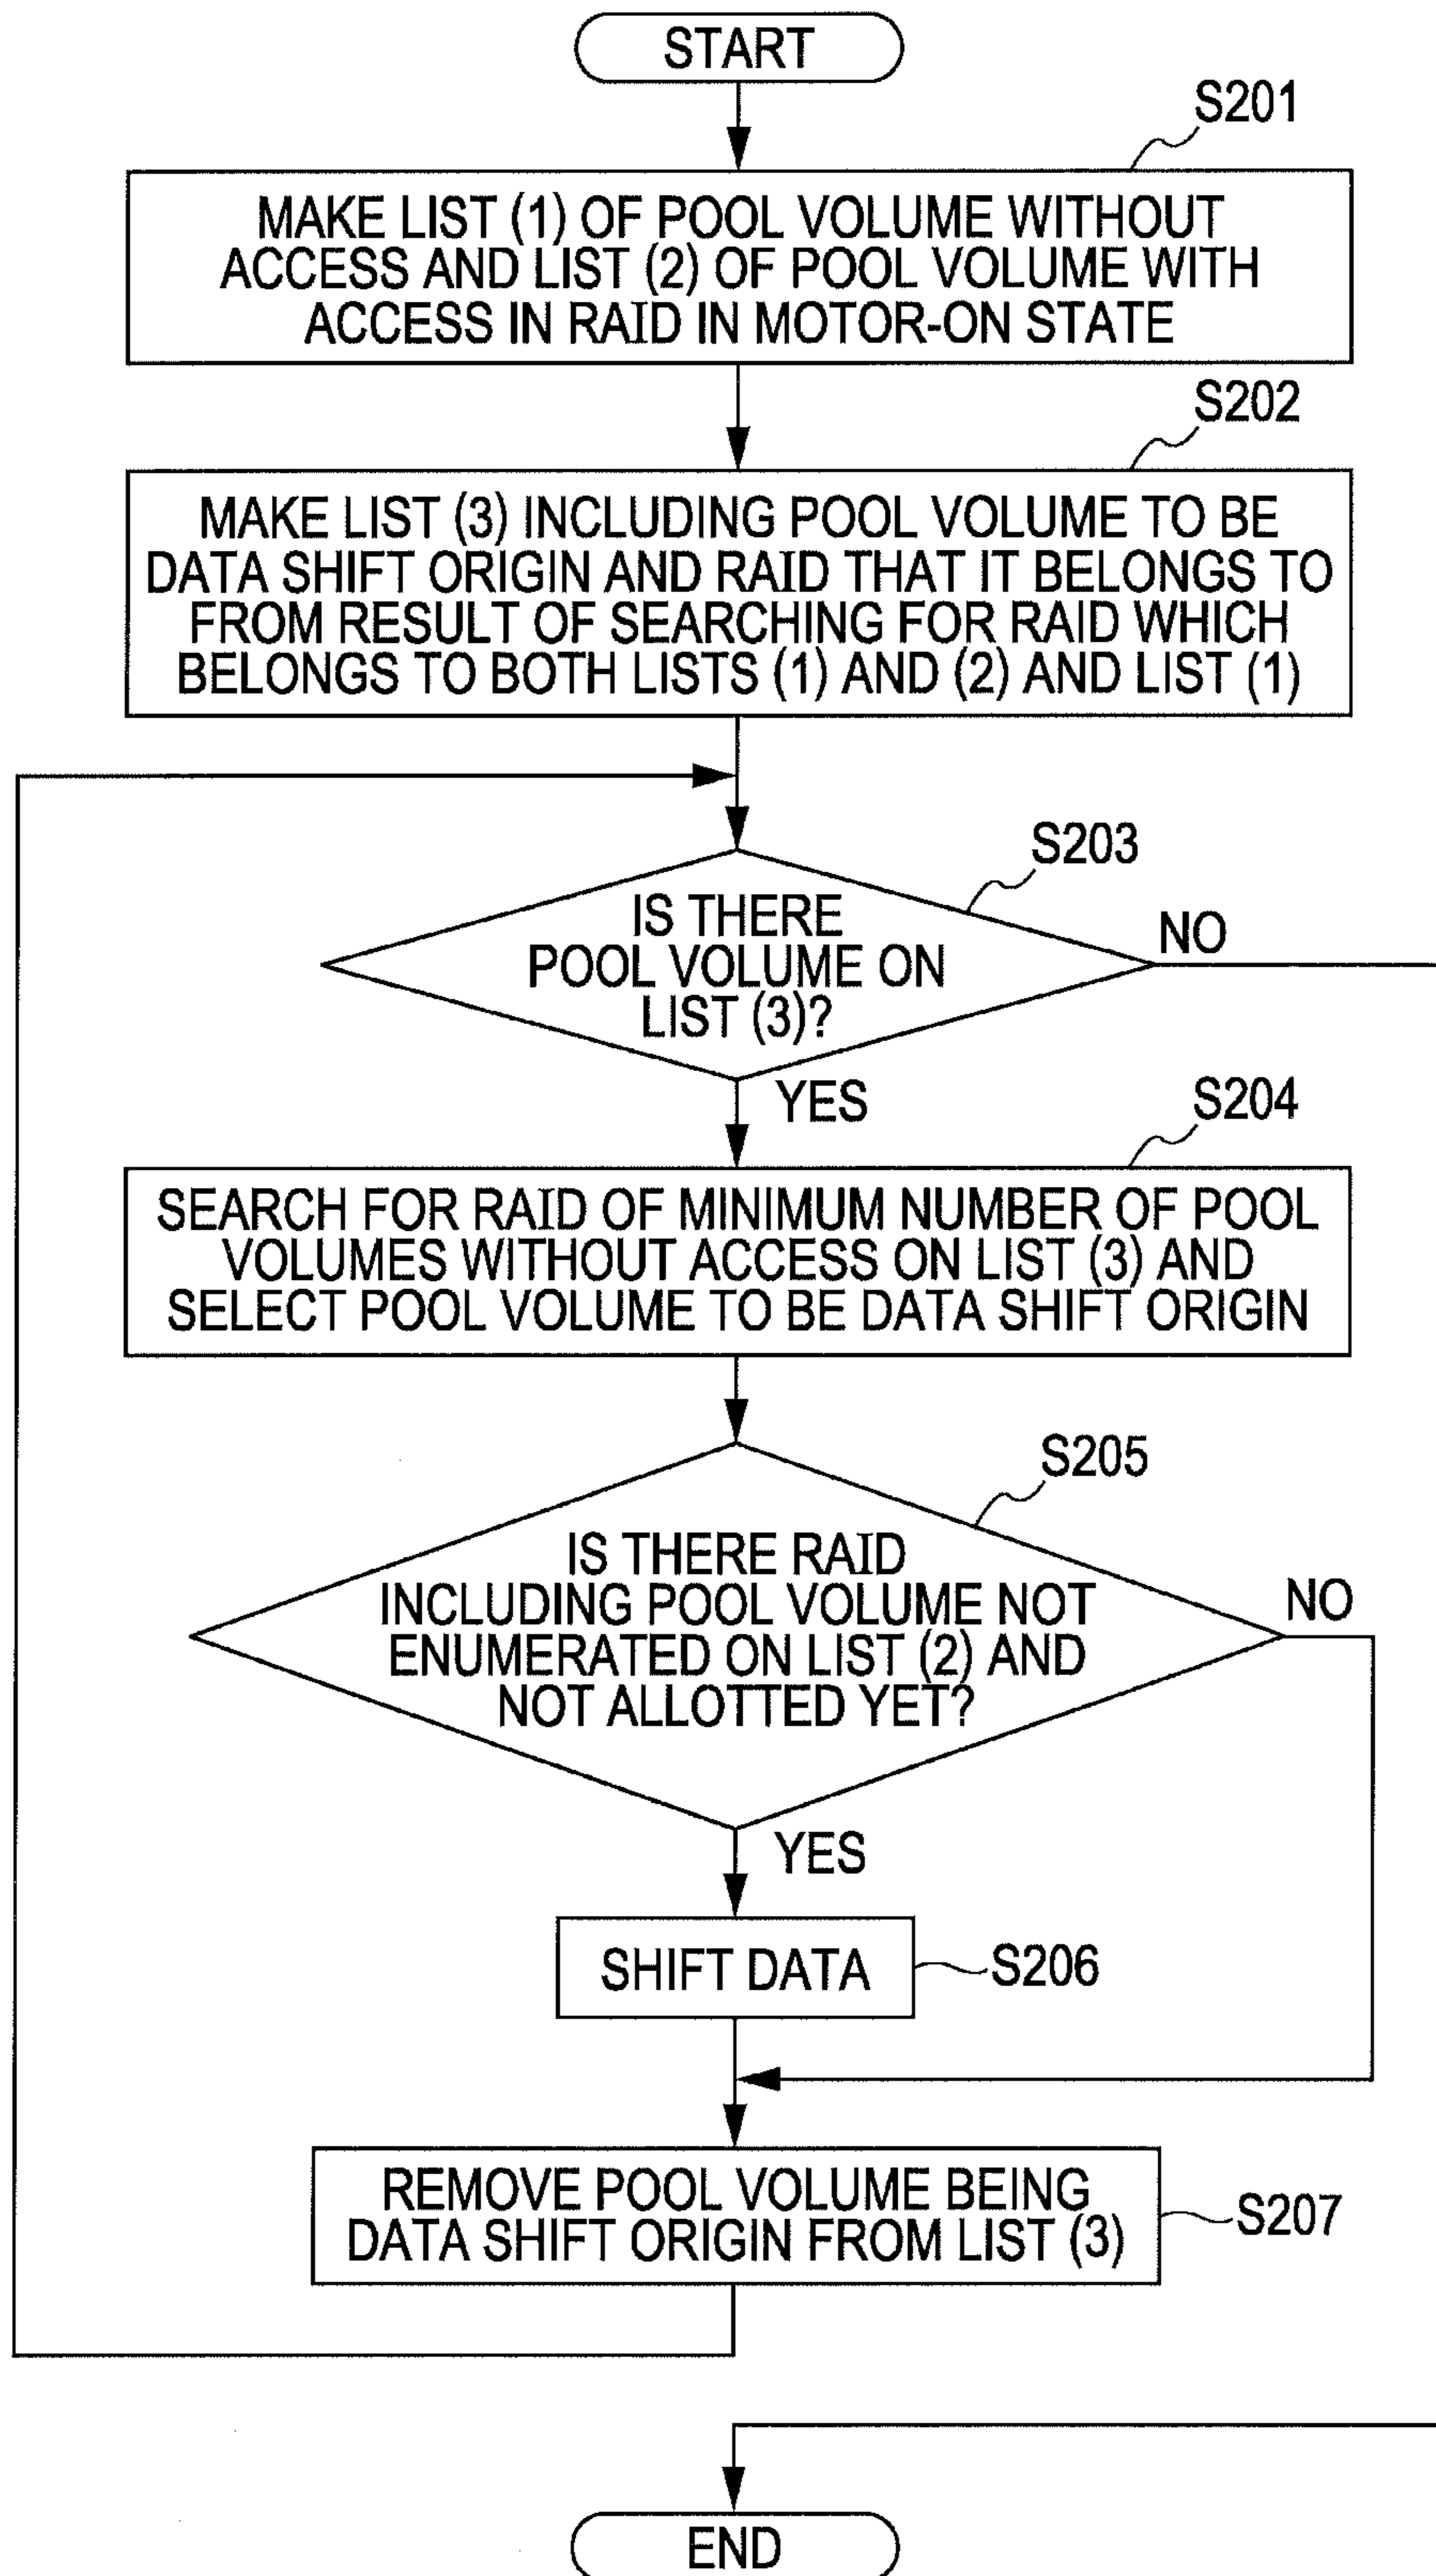 START
S201
MAKE LIST (1) OF POOL VOLUME WITHOUT
ACCESS AND LIST (2) OF POOL VOLUME WITH
ACCESS IN RAID IN MOTOR-ON STATE
S202
MAKE LIST (3) INCLUDING POOL VOLUME TO BE
DATA SHIFT ORIGIN AND RAID THAT IT BELONGS TO
FROM RESULT OF SEARCHING FOR RAID WHICH
BELONGS TO BOTH LISTS (1) AND (2) AND LIST (1)
S203
IS THERE
POOL VOLUME ON
LIST (3)?
NO
YES
S204
SEARCH FOR RAID OF MINIMUM NUMBER OF POOL
VOLUMES WITHOUT ACCESS ON LIST (3) AND
SELECT POOL VOLUME TO BE DATA SHIFT ORIGIN
S205
IS THERE RAID
INCLUDING POOL VOLUME NOT
ENUMERATED ON LIST (2) AND
NOT ALLOTTED YET?
NO
YES
SHIFT DATA
S206
REMOVE POOL VOLUME BEING
DATA SHIFT ORIGIN FROM LIST (3)
S207
END